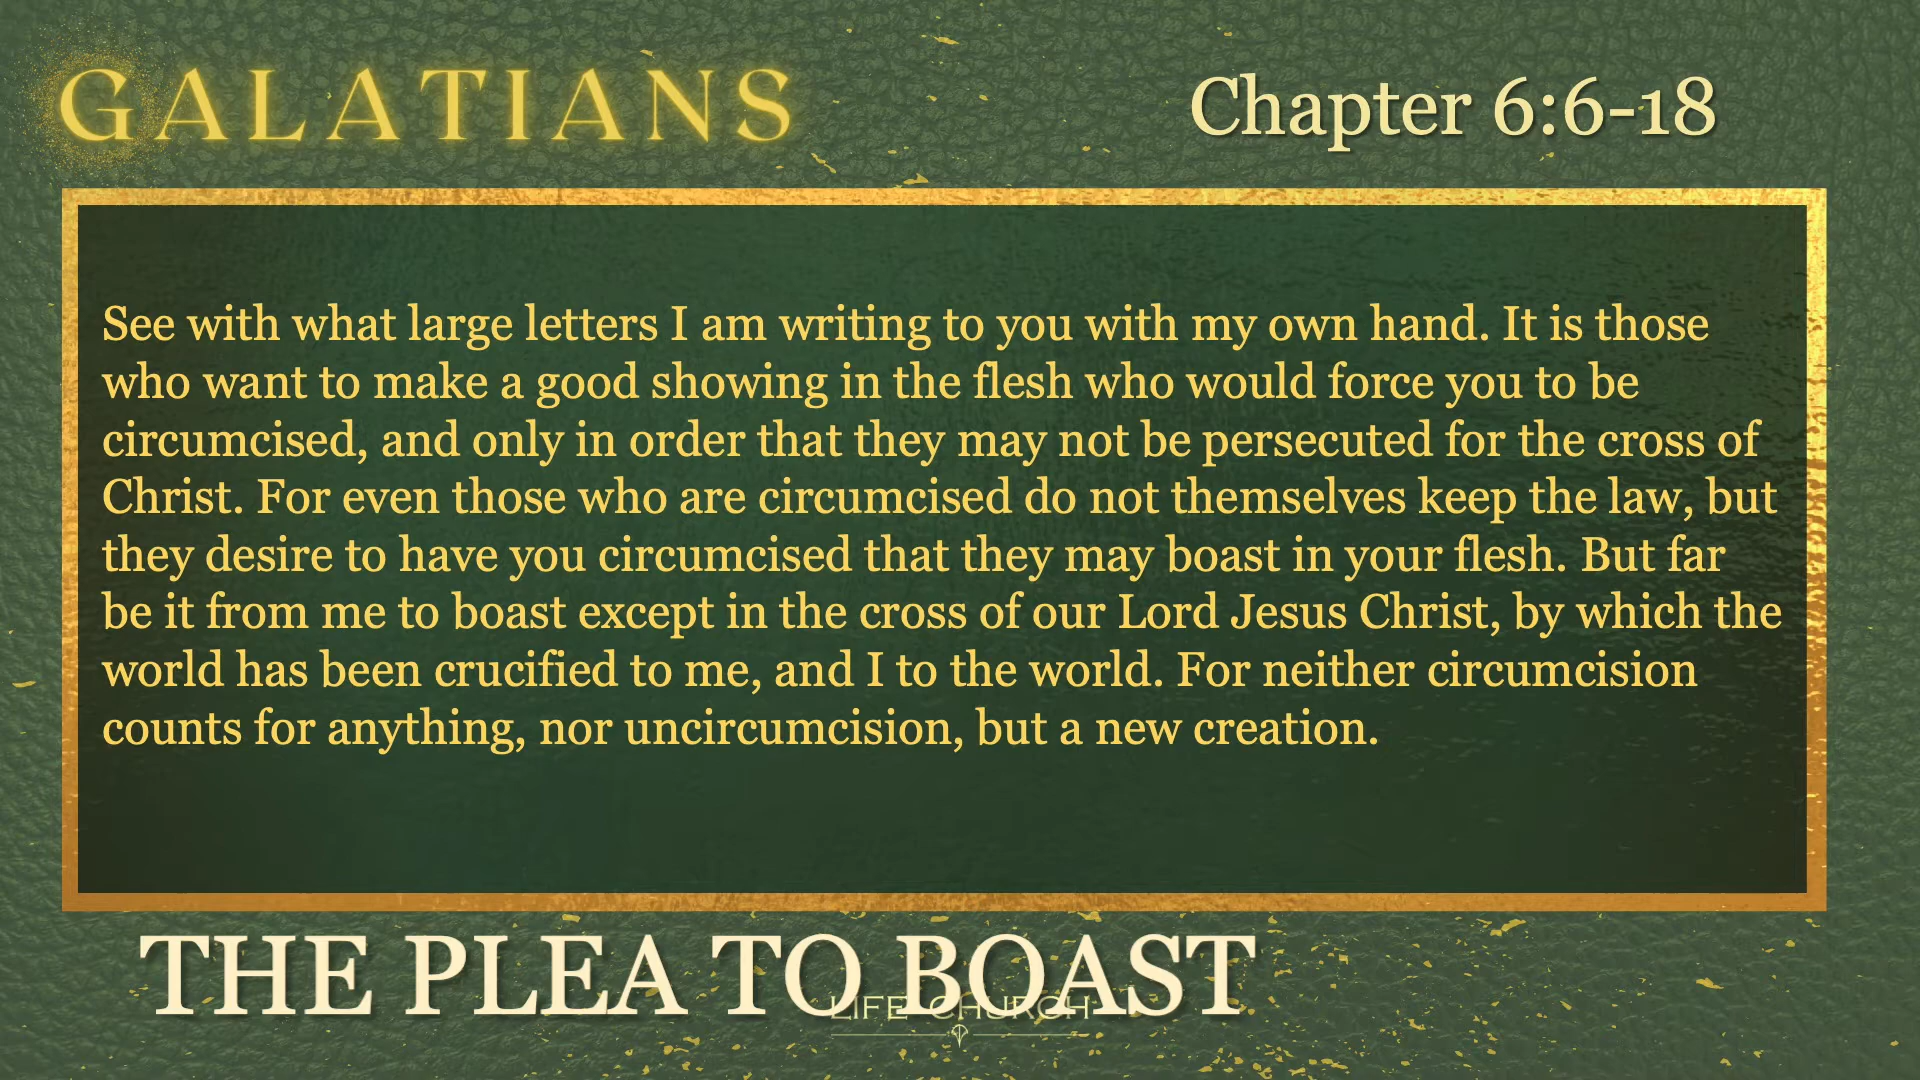 GALATIANS
Chapter 6:6-18
See with what large letters I am writing to you with my own hand. It is those
who want to make a good showing in the flesh who would force you to be
circumcised, and only in order that they may not be persecuted for the cross of
Christ. For even those who are circumcised do not themselves keep the law, but
they desire to have you circumcised that they may boast in your flesh. But far
be it from me to boast except in the cross of our Lord Jesus Christ, by which the
world has been crucified to me, and I to the world. For neither circumcision
counts for anything, nor uncircumcision, but a new creation.
THE PLEA TO BOAST
LIFE CHURCH